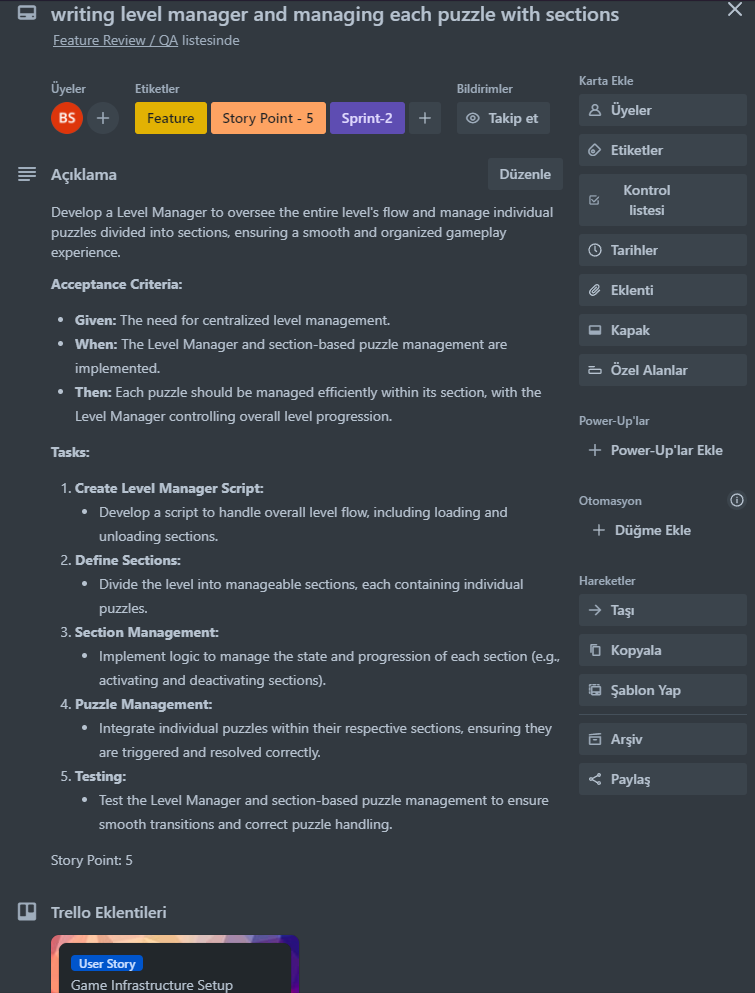 writing level manager and managing each puzzle with sections
Feature Review / QA listesinde
Üyeler
Etiketler
Bildirimler
BS
Feature
Story Point - 5
Sprint-2
Takip et
Açıklama
Düzenle
Develop a Level Manager to oversee the entire level's flow and manage individual
puzzles divided into sections, ensuring a smooth and organized gameplay
experience.
Acceptance Criteria:
• Given: The need for centralized level management.
• When: The Level Manager and section-based puzzle management are
implemented.
• Then: Each puzzle should be managed efficiently within its section, with the
Level Manager controlling overall level progression.
Tasks:
1. Create Level Manager Script:
• Develop a script to handle overall level flow, including loading and
unloading sections.
2. Define Sections:
• Divide the level into manageable sections, each containing individual
puzzles.
3. Section Management:
• Implement logic to manage the state and progression of each section (e.g.,
activating and deactivating sections).
4. Puzzle Management:
• Integrate individual puzzles within their respective sections, ensuring they
are triggered and resolved correctly.
5. Testing:
• Test the Level Manager and section-based puzzle management to ensure
smooth transitions and correct puzzle handling.
Story Point: 5
Trello Eklentileri
User Story
Game Infrastructure Setup
Karta Ekle
Üyeler
Etiketler
Kontrol
listesi
Tarihler
Eklenti
Kapak
Özel Alanlar
Power-Up'lar
Power-Up'lar Ekle
Otomasyon
Düğme Ekle
Hareketler
Taşı
Kopyala
Şablon Yap
Arşiv
Paylaş